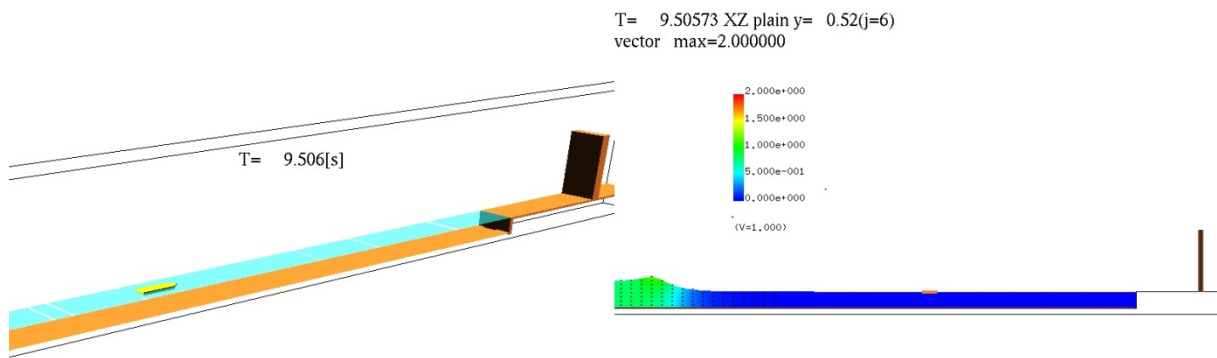 T= 9.506[s]
T= 9.50573 XZ plain y= 0.52(j=6)
vector max=2.000000
2.000e+000
1.500e+000
1.000e+000
5.000e-001
0.000e+000
(V=1.000)